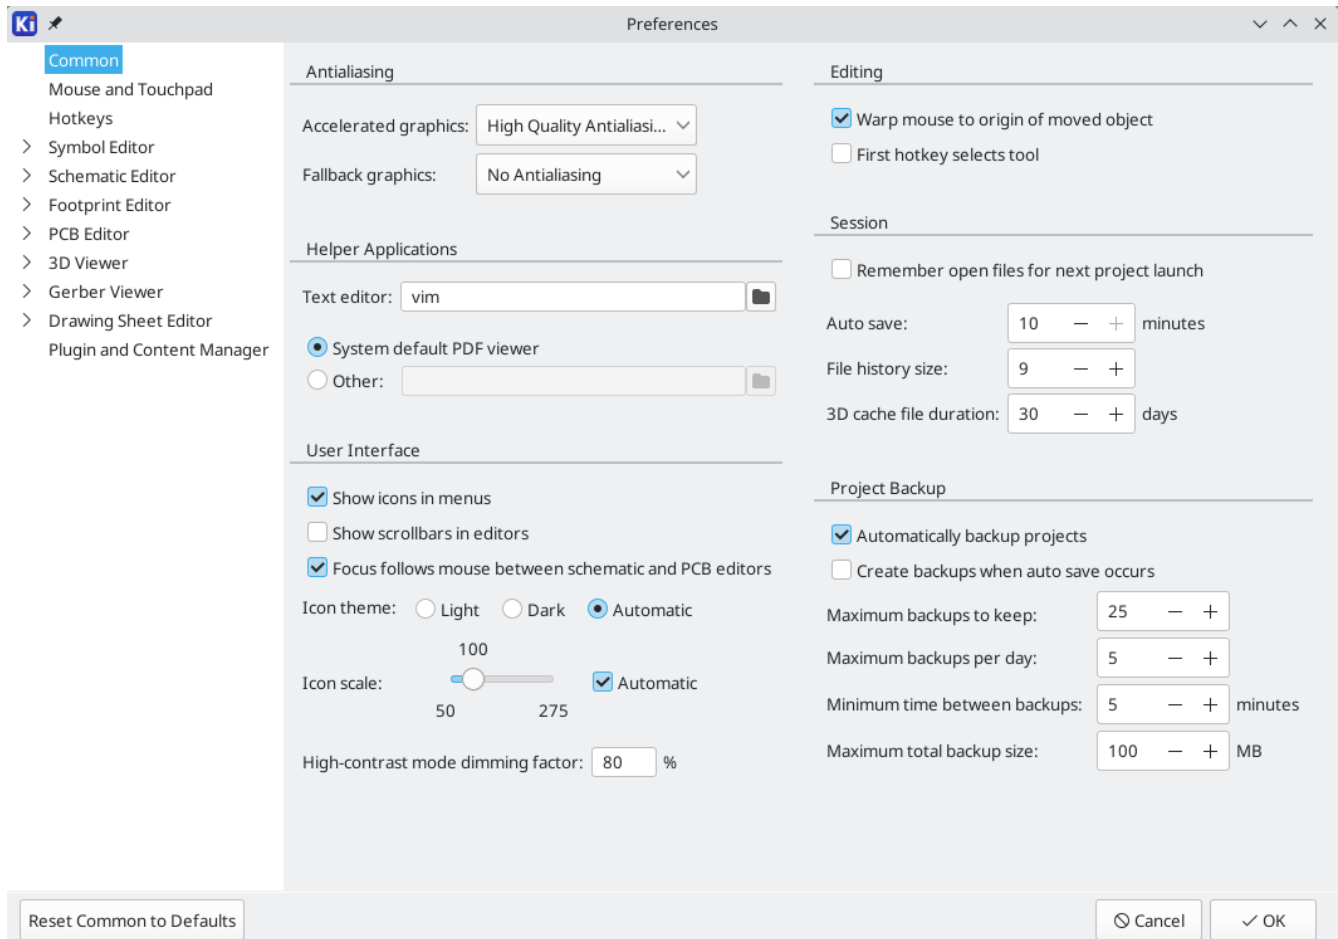 Ki
Preferences
Common
Mouse and Touchpad
Hotkeys
Symbol Editor
Schematic Editor
Footprint Editor
PCB Editor
3D Viewer
Gerber Viewer
Drawing Sheet Editor
Plugin and Content Manager
Antialiasing
Accelerated graphics: High Quality Antialiasi...
Fallback graphics: No Antialiasing
Helper Applications
Text editor: vim
System default PDF viewer
Other:
User Interface
Show icons in menus
Show scrollbars in editors
Focus follows mouse between schematic and PCB editors
Icon theme: Light Dark Automatic
100
Icon scale: Automatic
50 275
High-contrast mode dimming factor: 80 %
Editing
Warp mouse to origin of moved object
First hotkey selects tool
Session
Remember open files for next project launch
Auto save: 10 minutes
File history size: 9
3D cache file duration: 30 days
Project Backup
Automatically backup projects
Create backups when auto save occurs
Maximum backups to keep: 25
Maximum backups per day: 5
Minimum time between backups: 5 minutes
Maximum total backup size: 100 MB
Reset Common to Defaults
Cancel
OK